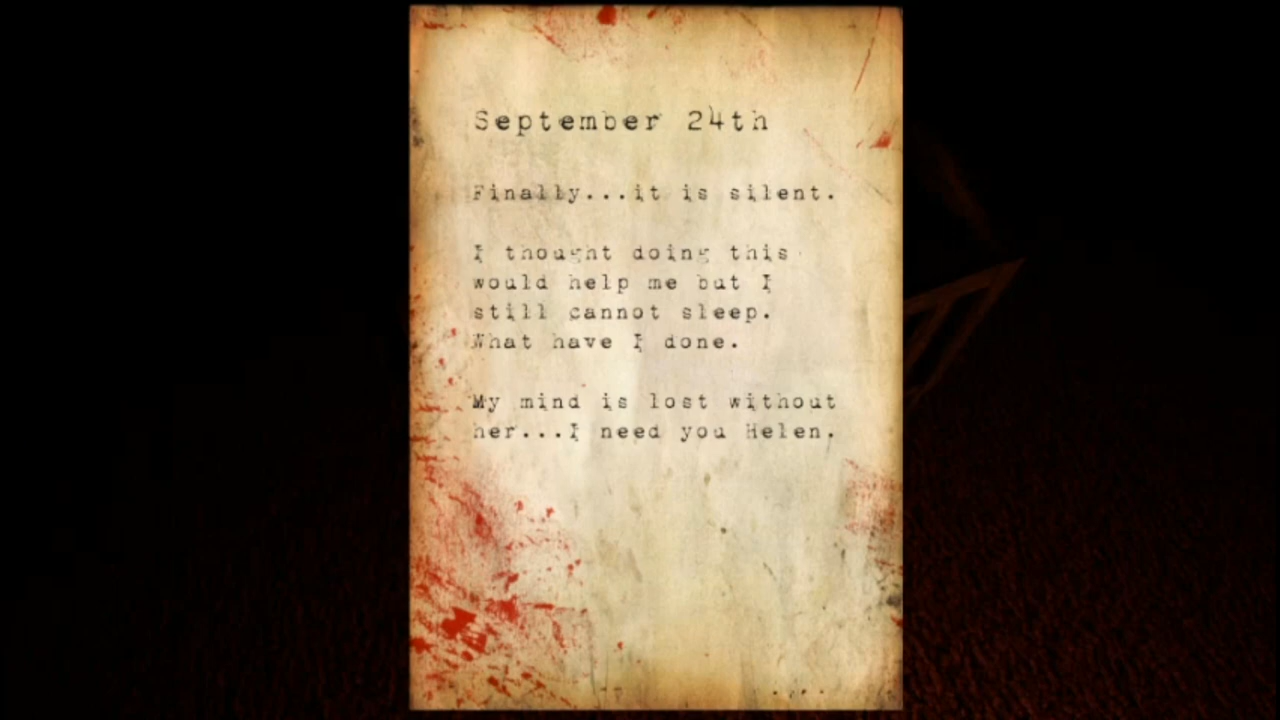 September 24th
Finally...it is silent.
I thought doing this
would help me but I
still cannot sleep.
What have I done.
My mind is lost without
her...I need you Helen.